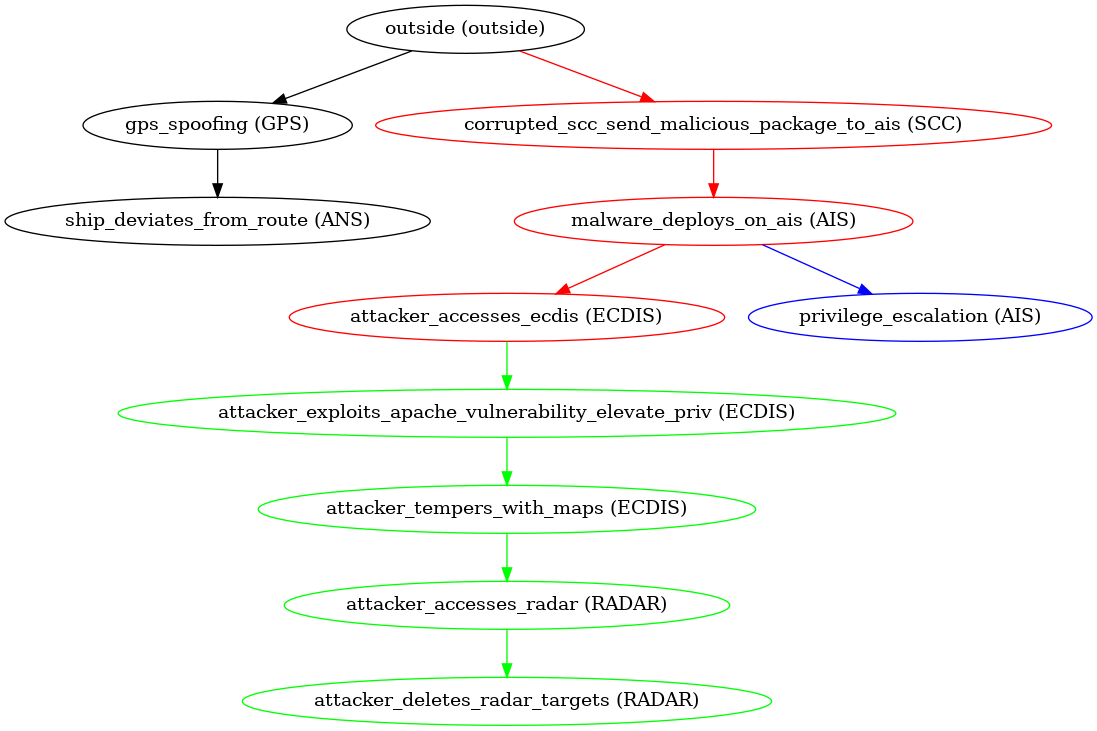 outside (outside)
gps_spoofing (GPS)
corrupted_scc_send_malicious_package_to_ais (SCC)
ship_deviates_from_route (ANS)
malware_deploys_on_ais (AIS)
attacker_accesses_ecdis (ECDIS)
privilege_escalation (AIS)
attacker_exploits_apache_vulnerability_elevate_priv (ECDIS)
attacker_tempers_with_maps (ECDIS)
attacker_accesses_radar (RADAR)
attacker_deletes_radar_targets (RADAR)